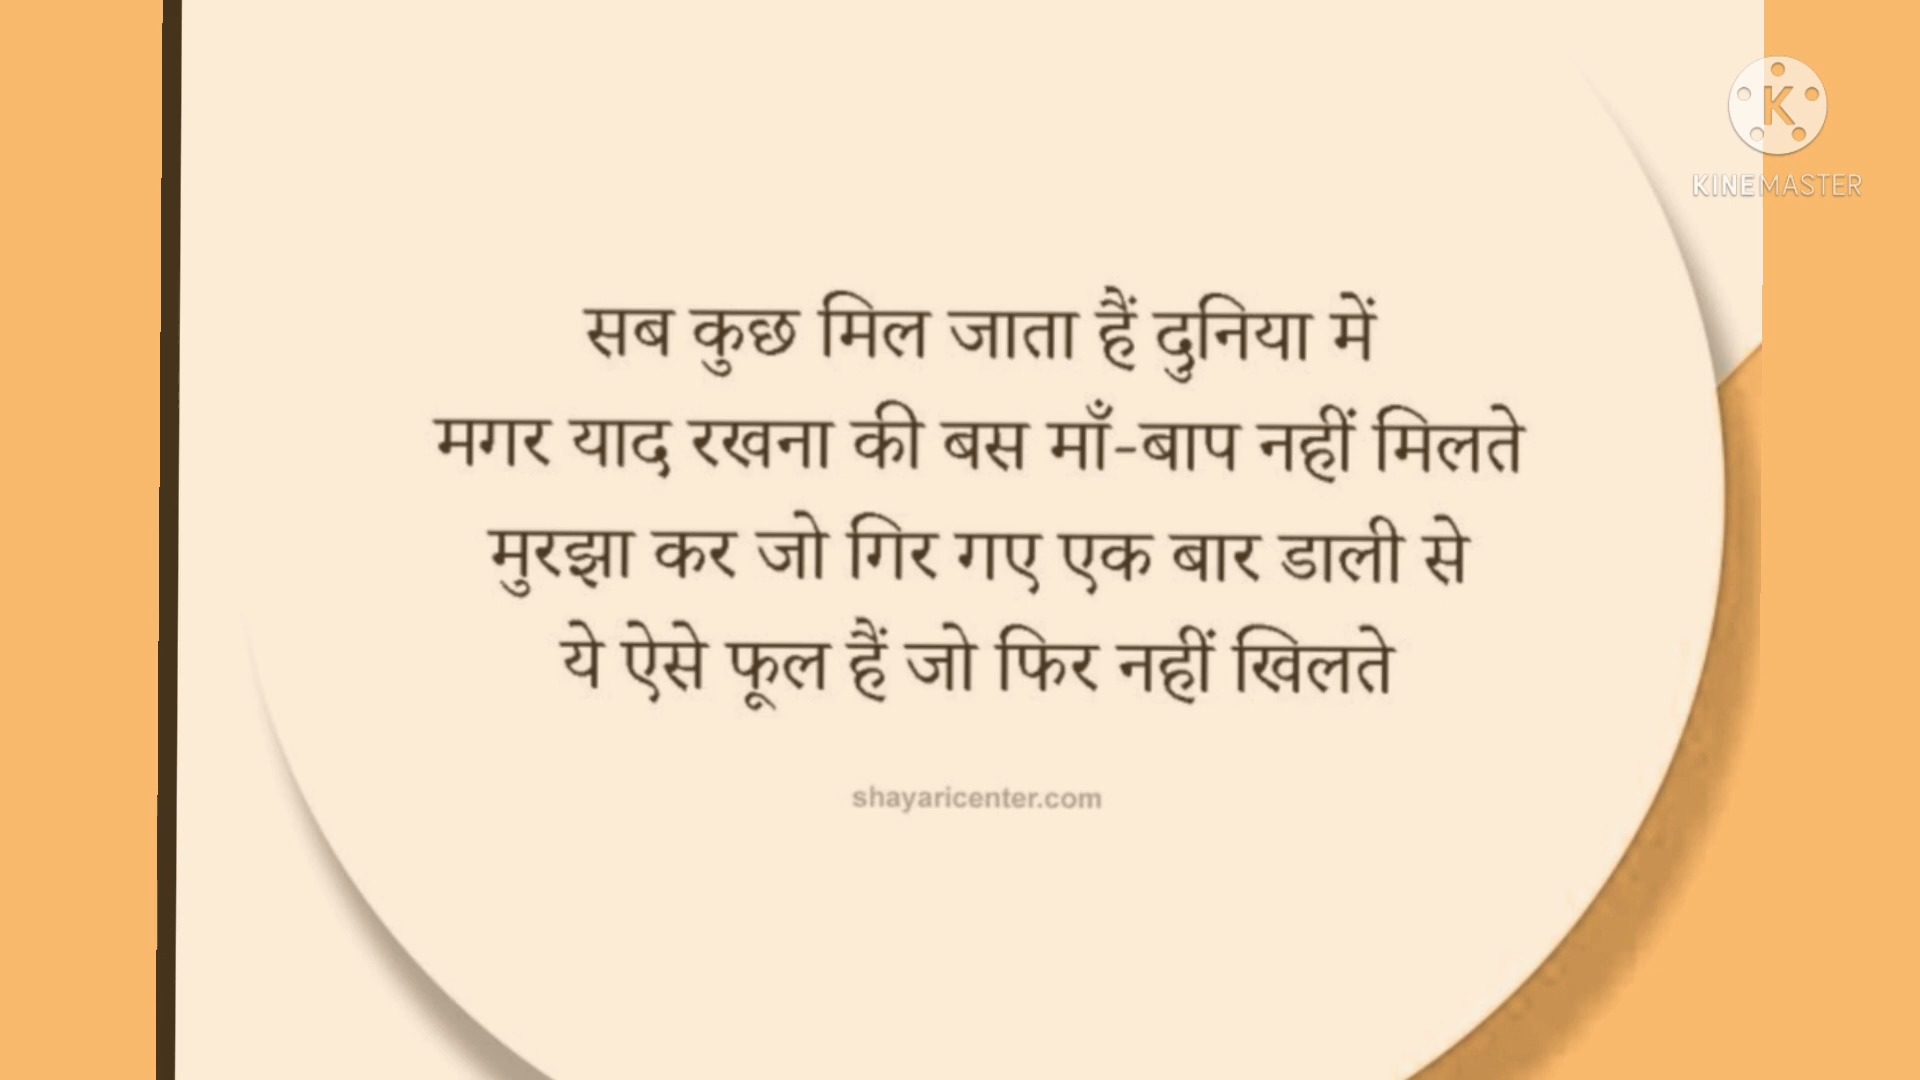 KINEMASTER
सब कुछ मिल जाता हैं दुनिया में
मगर याद रखना की बस माँ-बाप नहीं मिलते
मुरझा कर जो गिर गए एक बार डाली से
ये ऐसे फूल हैं जो फिर नहीं खिलते
shayaricenter.com